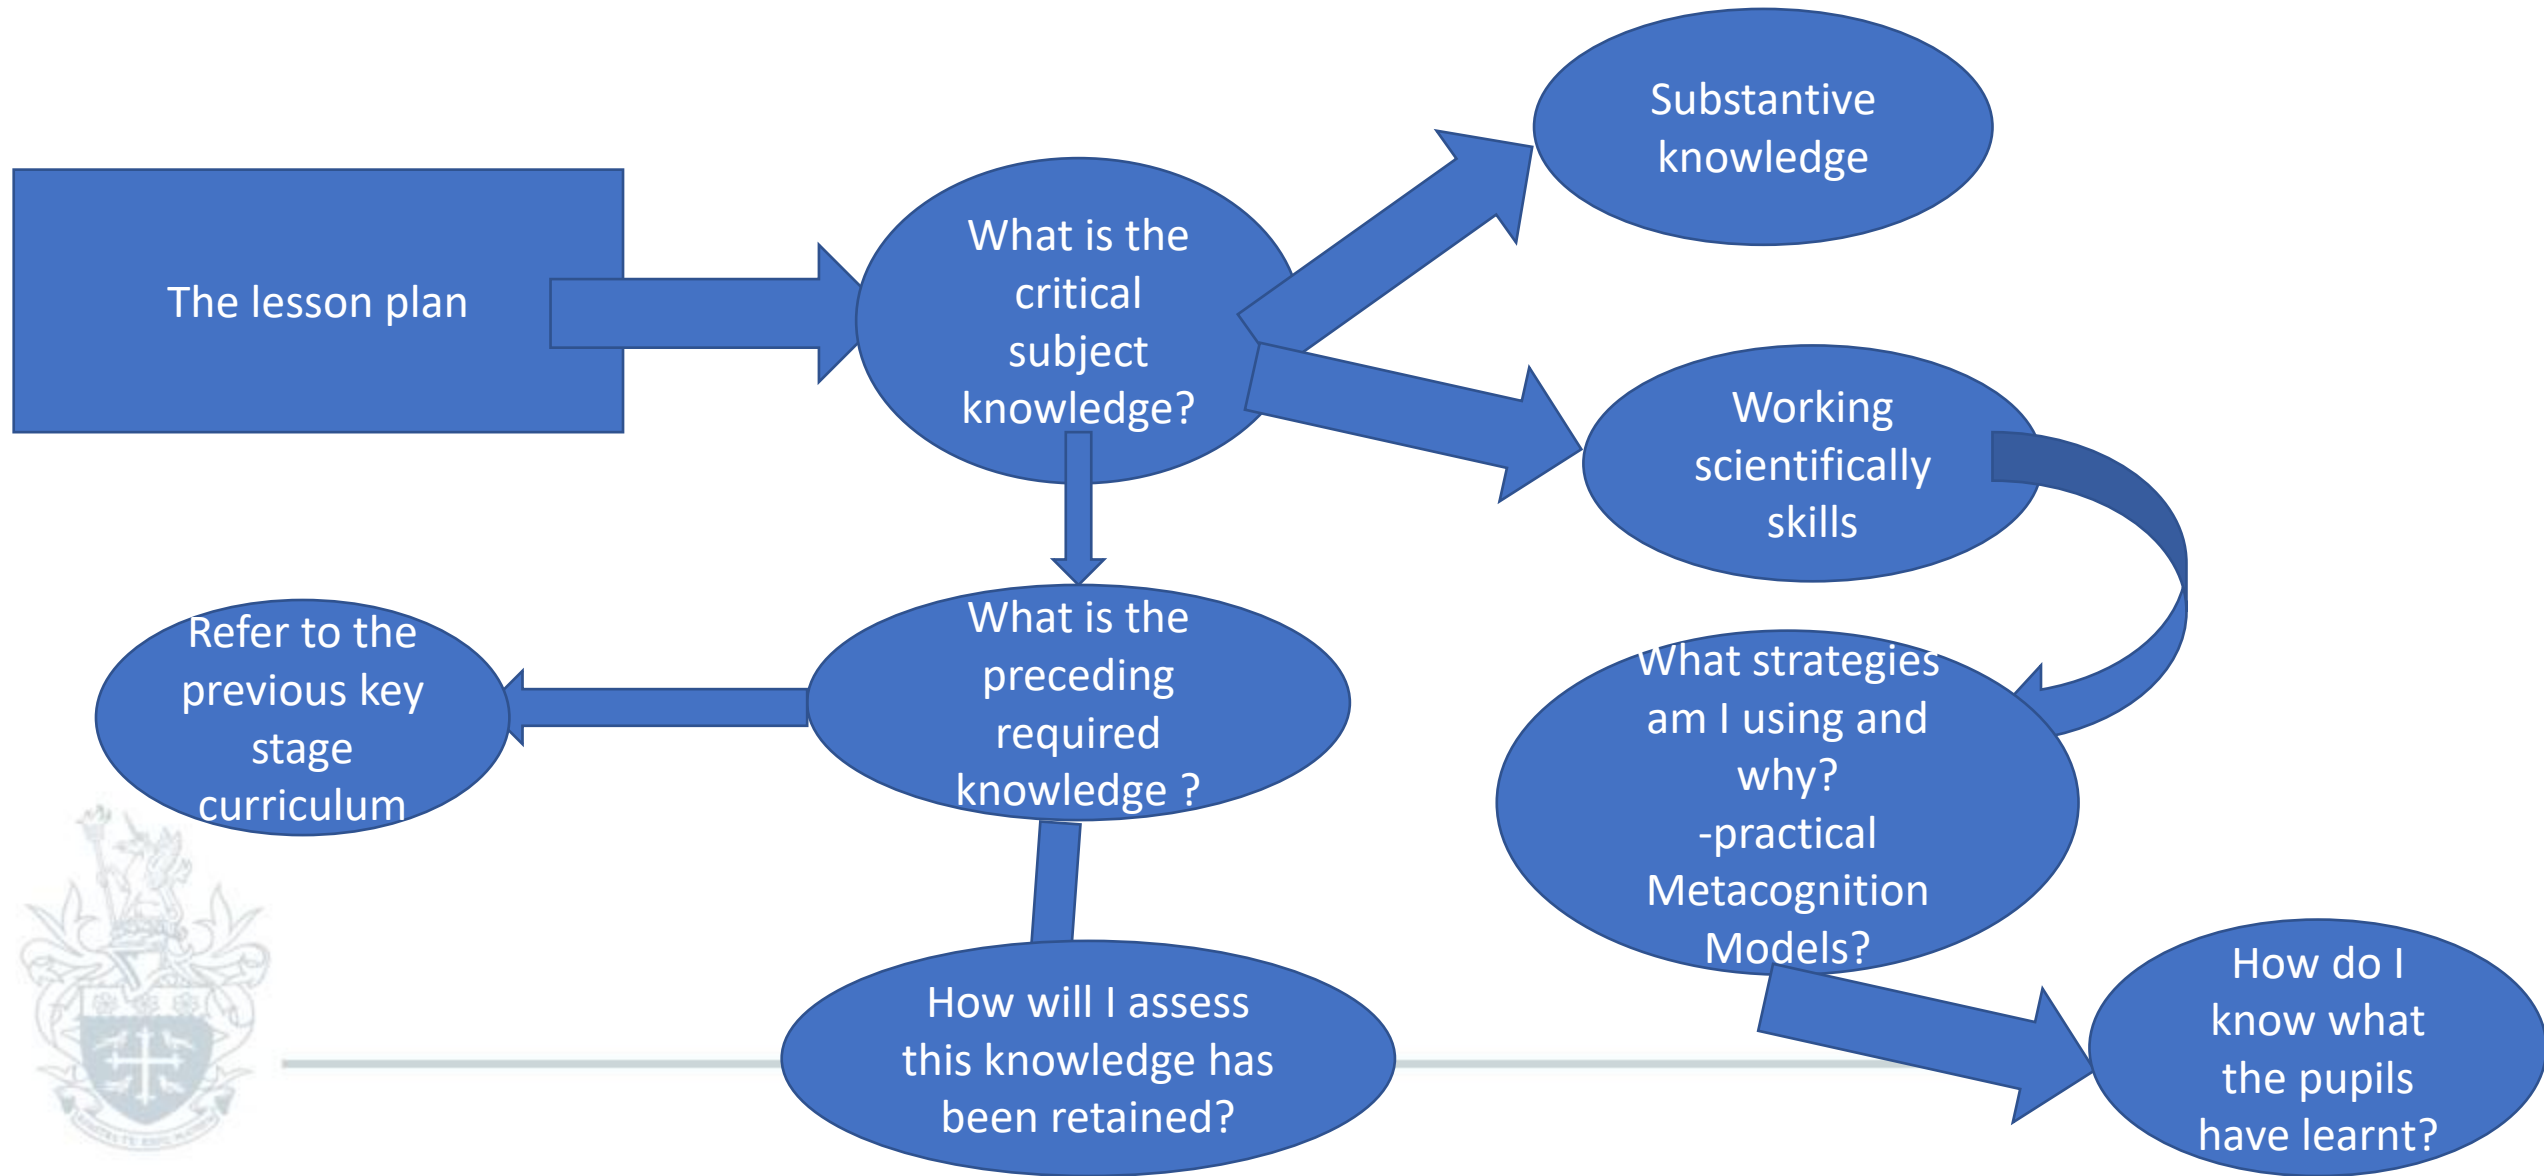 The lesson plan
What is the
critical
subject
knowledge?
Substantive
knowledge
Working
scientifically
skills
Refer to the
previous key
stage
curriculum
What is the
preceding
required
knowledge ?
What strategies
am I using and
why?
-practical
Metacognition
Models?
How will I assess
this knowledge has
been retained?
How do I
know what
the pupils
have learnt?